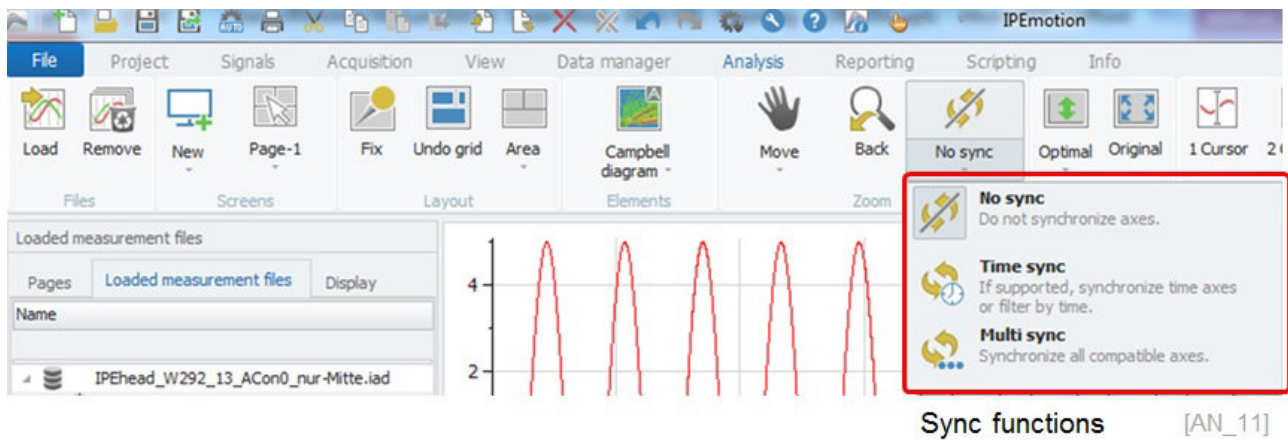 IPEmotion
File Project Signals Acquisition View Data manager Analysis Reporting Scripting Info
AUTO
A
Load Remove New Page-1 Fix Undo grid Area Campbell diagram Move Back No sync Optimal Original 1 Cursor
Files Screens Layout Elements Zoom
No sync
Do not synchronize axes.
Time sync
If supported, synchronize time axes
or filter by time.
Multi sync
Synchronize all compatible axes.
Loaded measurement files
Pages Loaded measurement files Display
Name
IPEhead_W292_13_ACon0_nur-Mitte.iad
4
2
Sync functions [AN_11]